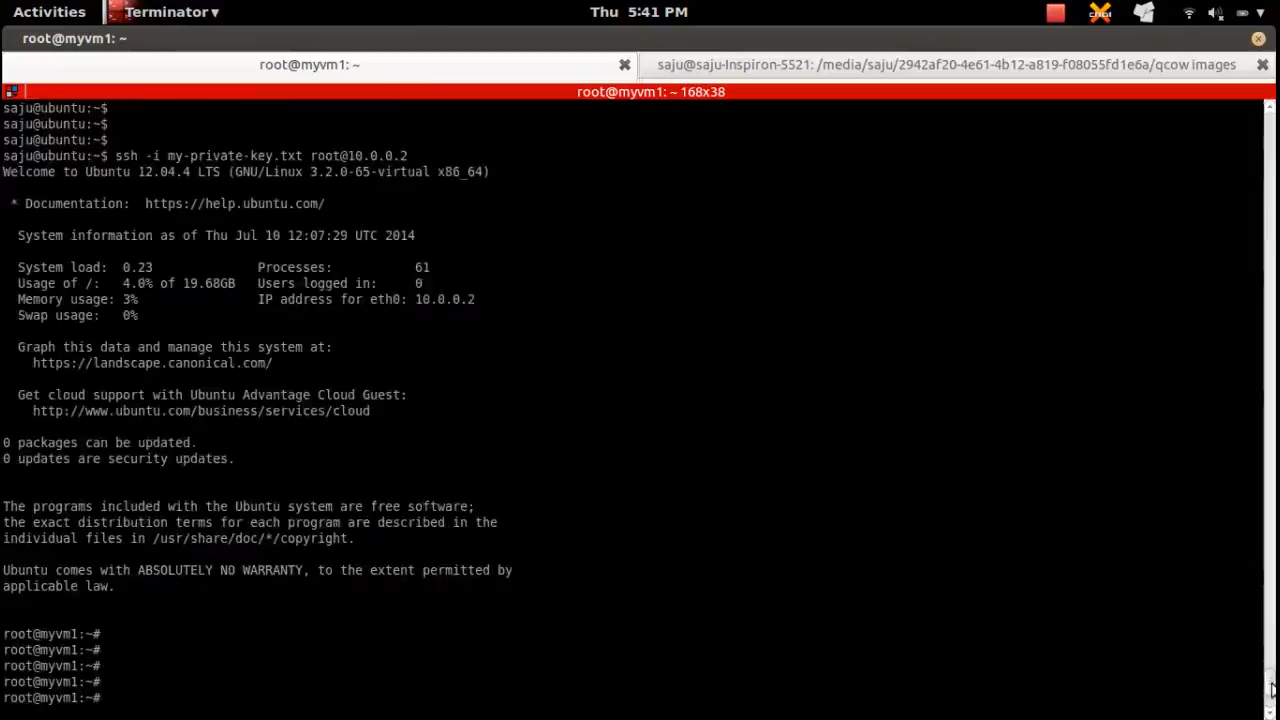 Activities Terminator▾ Thu 5:41 PM
root@myvm1: ~
root@myvm1: ~ saju@saju-Inspiron-5521: /media/saju/2942af20-4e61-4b12-a819-f08055fd1e6a/qcow images
root@myvm1: ~ 168x38
saju@ubuntu:~$
saju@ubuntu:~$
saju@ubuntu:~$
saju@ubuntu:~$ ssh -i my-private-key.txt root@10.0.0.2
Welcome to Ubuntu 12.04.4 LTS (GNU/Linux 3.2.0-65-virtual x86_64)
* Documentation: https://help.ubuntu.com/
System information as of Thu Jul 10 12:07:29 UTC 2014
System load: 0.23 Processes: 61
Usage of /: 4.0% of 19.68GB Users logged in: 0
Memory usage: 3% IP address for eth0: 10.0.0.2
Swap usage: 0%
Graph this data and manage this system at:
https://landscape.canonical.com/
Get cloud support with Ubuntu Advantage Cloud Guest:
http://www.ubuntu.com/business/services/cloud
0 packages can be updated.
0 updates are security updates.
The programs included with the Ubuntu system are free software;
the exact distribution terms for each program are described in the
individual files in /usr/share/doc/*/copyright.
Ubuntu comes with ABSOLUTELY NO WARRANTY, to the extent permitted by
applicable law.
root@myvm1:~#
root@myvm1:~#
root@myvm1:~#
root@myvm1:~#
root@myvm1:~#